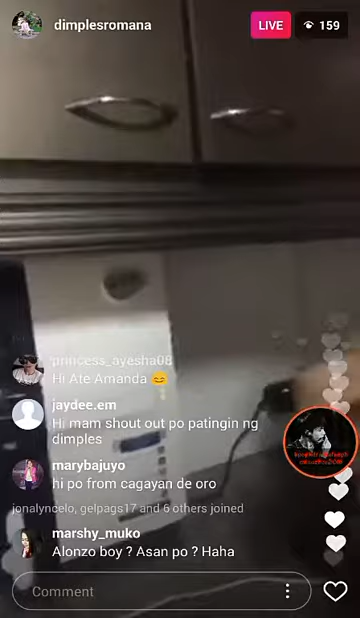 dimplesromana
LIVE
159
princess_ayesha08
Hi Ate Amanda 😊
jaydee.em
Hi mam shout out po patingin ng
dimples
marybajuyo
hi po from cagayan de oro
jonalyncelo, gelpags17 and 6 others joined
marshy_muko
Alonzo boy ? Asan po ? Haha
Comment